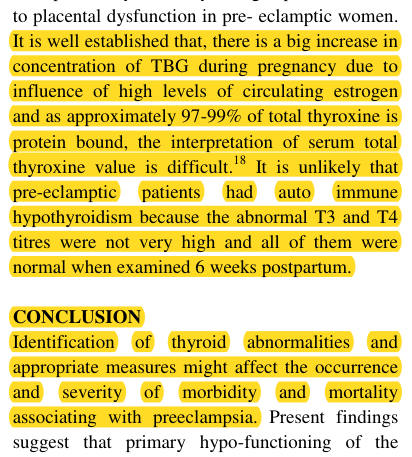 to placental dysfunction in pre- eclamptic women.
It is well established that, there is a big increase in
concentration of TBG during pregnancy due to
influence of high levels of circulating estrogen
and as approximately 97-99% of total thyroxine is
protein bound, the interpretation of serum total
thyroxine value is difficult.18 It is unlikely that
pre-eclamptic patients had auto immune
hypothyroidism because the abnormal T3 and T4
titres were not very high and all of them were
normal when examined 6 weeks postpartum.
CONCLUSION
Identification of thyroid abnormalities and
appropriate measures might affect the occurrence
and severity of morbidity and mortality
associating with preeclampsia. Present findings
suggest that primary hypo-functioning of the